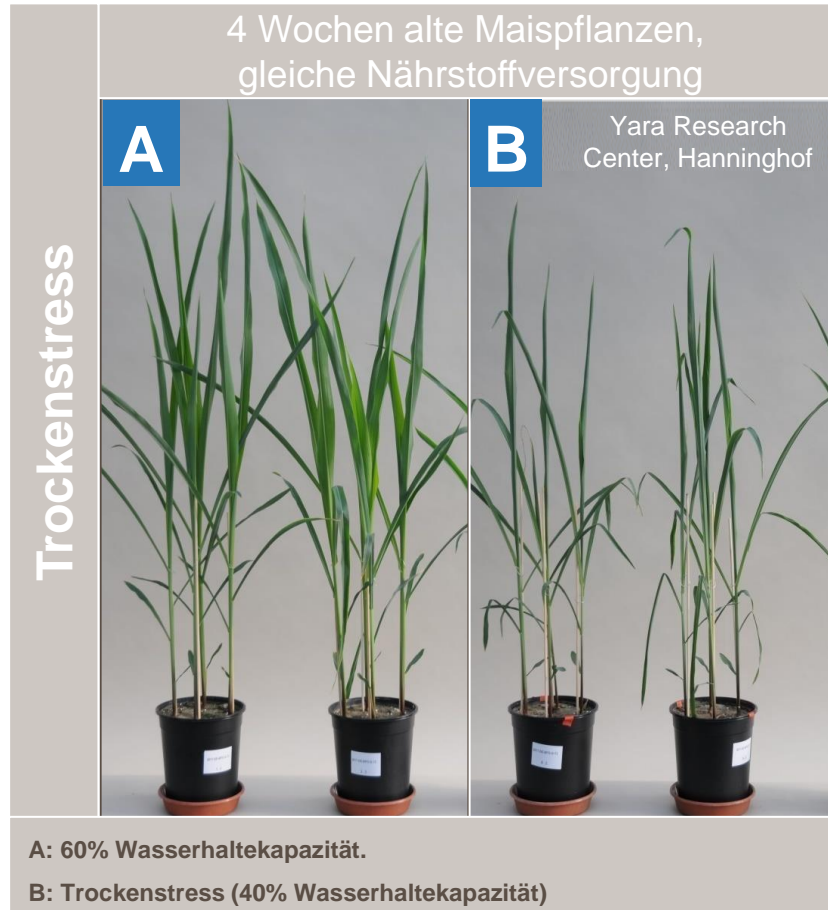 4 Wochen alte Maispflanzen,
gleiche Nährstoffversorgung
A
B
Yara Research
Center, Hanninghof
Trockenstress
A: 60% Wasserhaltekapazität.
B: Trockenstress (40% Wasserhaltekapazität)